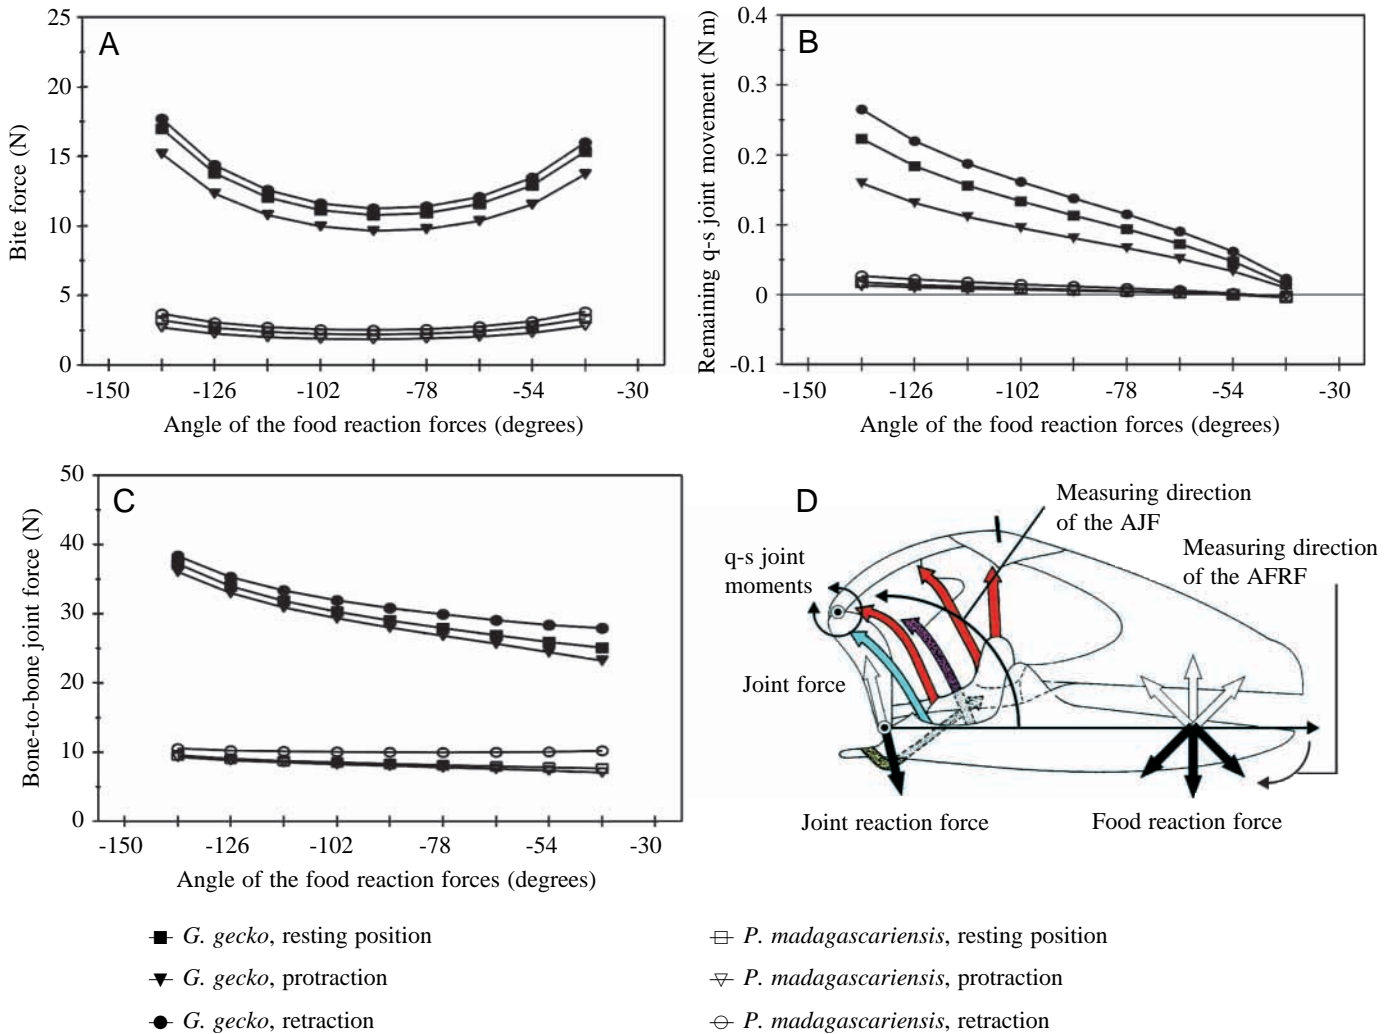 A
25
20
15
10
5
0
Bite force (N)
-150 -126 -102 -78 -54 -30
Angle of the food reaction forces (degrees)
B
0.4
0.3
0.2
0.1
0
-0.1
Remaining q-s joint movement (N m)
-150 -126 -102 -78 -54 -30
Angle of the food reaction forces (degrees)
C
50
40
30
20
10
0
Bone-to-bone joint force (N)
-150 -126 -102 -78 -54 -30
Angle of the food reaction forces (degrees)
D
Measuring direction
of the AJF
Measuring direction
of the AFRF
q-s joint
moments
Joint force
Joint reaction force
Food reaction force
G. gecko, resting position
G. gecko, protraction
G. gecko, retraction
P. madagascariensis, resting position
P. madagascariensis, protraction
P. madagascariensis, retraction